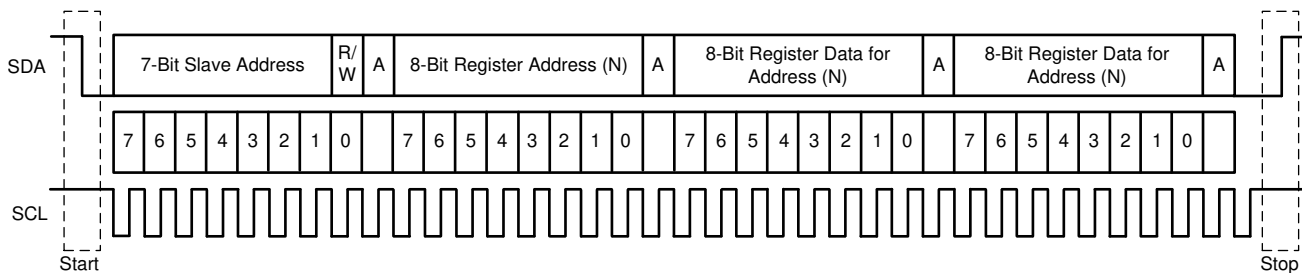 SDA
7-Bit Slave Address
R/
W
A
8-Bit Register Address (N)
A
8-Bit Register Data for
Address (N)
A
8-Bit Register Data for
Address (N)
A
7 6 5 4 3 2 1 0 7 6 5 4 3 2 1 0 7 6 5 4 3 2 1 0 7 6 5 4 3 2 1 0
SCL
Start
Stop